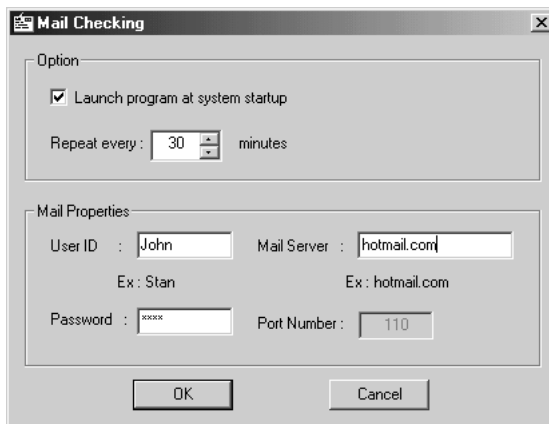 Mail Checking
Option
Launch program at system startup
Repeat every : 30 minutes
Mail Properties
User ID : John Mail Server : hotmail.com
Ex : Stan Ex : hotmail.com
Password : xxxx Port Number : 110
OK Cancel